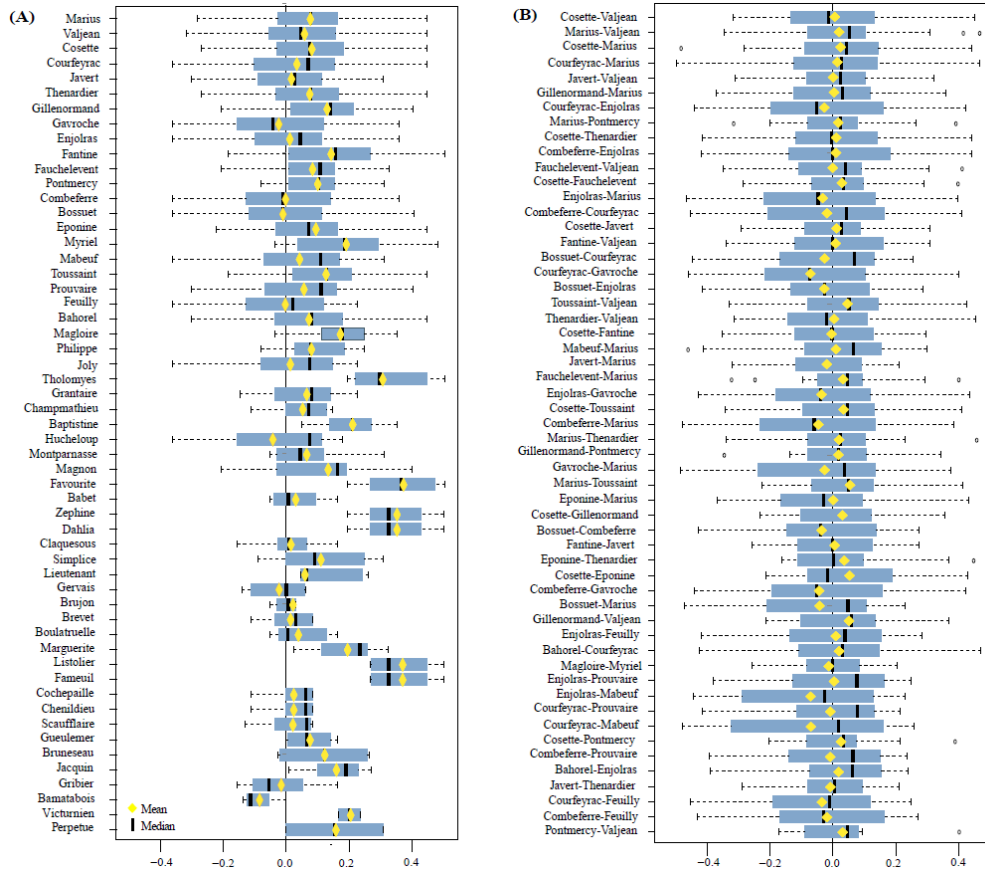 (A)
Marius
Valjean
Cosette
Courfeyrac
Javert
Thenardier
Gillenormand
Gavroche
Enjolras
Fantine
Fauchelevent
Pontmercy
Combeferre
Bossuet
Eponine
Myriel
Mabeuf
Toussaint
Prouvaire
Feuilly
Bahorel
Magloire
Philippe
Joly
Tholomyes
Grantaire
Champmathieu
Baptistine
Hucheloup
Montparnasse
Magnon
Favourite
Babet
Zephine
Dahlia
Claquesous
Simplice
Lieutenant
Gervais
Brujon
Brevet
Boulatruelle
Marguerite
Listolier
Fameuil
Cochepaille
Chenildieu
Scaufflaire
Gueulemer
Bruneseau
Jacquin
Gribier
Bamatabois
Victurnien
Perpetue
Mean
Median
−0.4
−0.2
0.0
0.2
0.4
(B)
Cosette-Valjean
Marius-Valjean
Cosette-Marius
Courfeyrac-Marius
Javert-Valjean
Gillenormand-Marius
Courfeyrac-Enjolras
Marius-Pontmercy
Cosette-Thenardier
Combeferre-Enjolras
Fauchelevent-Valjean
Cosette-Fauchelevent
Enjolras-Marius
Combeferre-Courfeyrac
Cosette-Javert
Fantine-Valjean
Bossuet-Courfeyrac
Courfeyrac-Gavroche
Bossuet-Enjolras
Toussaint-Valjean
Thenardier-Valjean
Cosette-Fantine
Mabeuf-Marius
Javert-Marius
Fauchelevent-Marius
Enjolras-Gavroche
Cosette-Toussaint
Combeferre-Marius
Marius-Thenardier
Gillenormand-Pontmercy
Gavroche-Marius
Marius-Toussaint
Eponine-Marius
Cosette-Gillenormand
Bossuet-Combeferre
Fantine-Javert
Eponine-Thenardier
Cosette-Eponine
Combeferre-Gavroche
Bossuet-Marius
Gillenormand-Valjean
Enjolras-Feuilly
Bahorel-Courfeyrac
Magloire-Myriel
Enjolras-Prouvaire
Enjolras-Mabeuf
Courfeyrac-Prouvaire
Courfeyrac-Mabeuf
Cosette-Pontmercy
Combeferre-Prouvaire
Bahorel-Enjolras
Javert-Thenardier
Courfeyrac-Feuilly
Combeferre-Feuilly
Pontmercy-Valjean
−0.4
−0.2
0.0
0.2
0.4